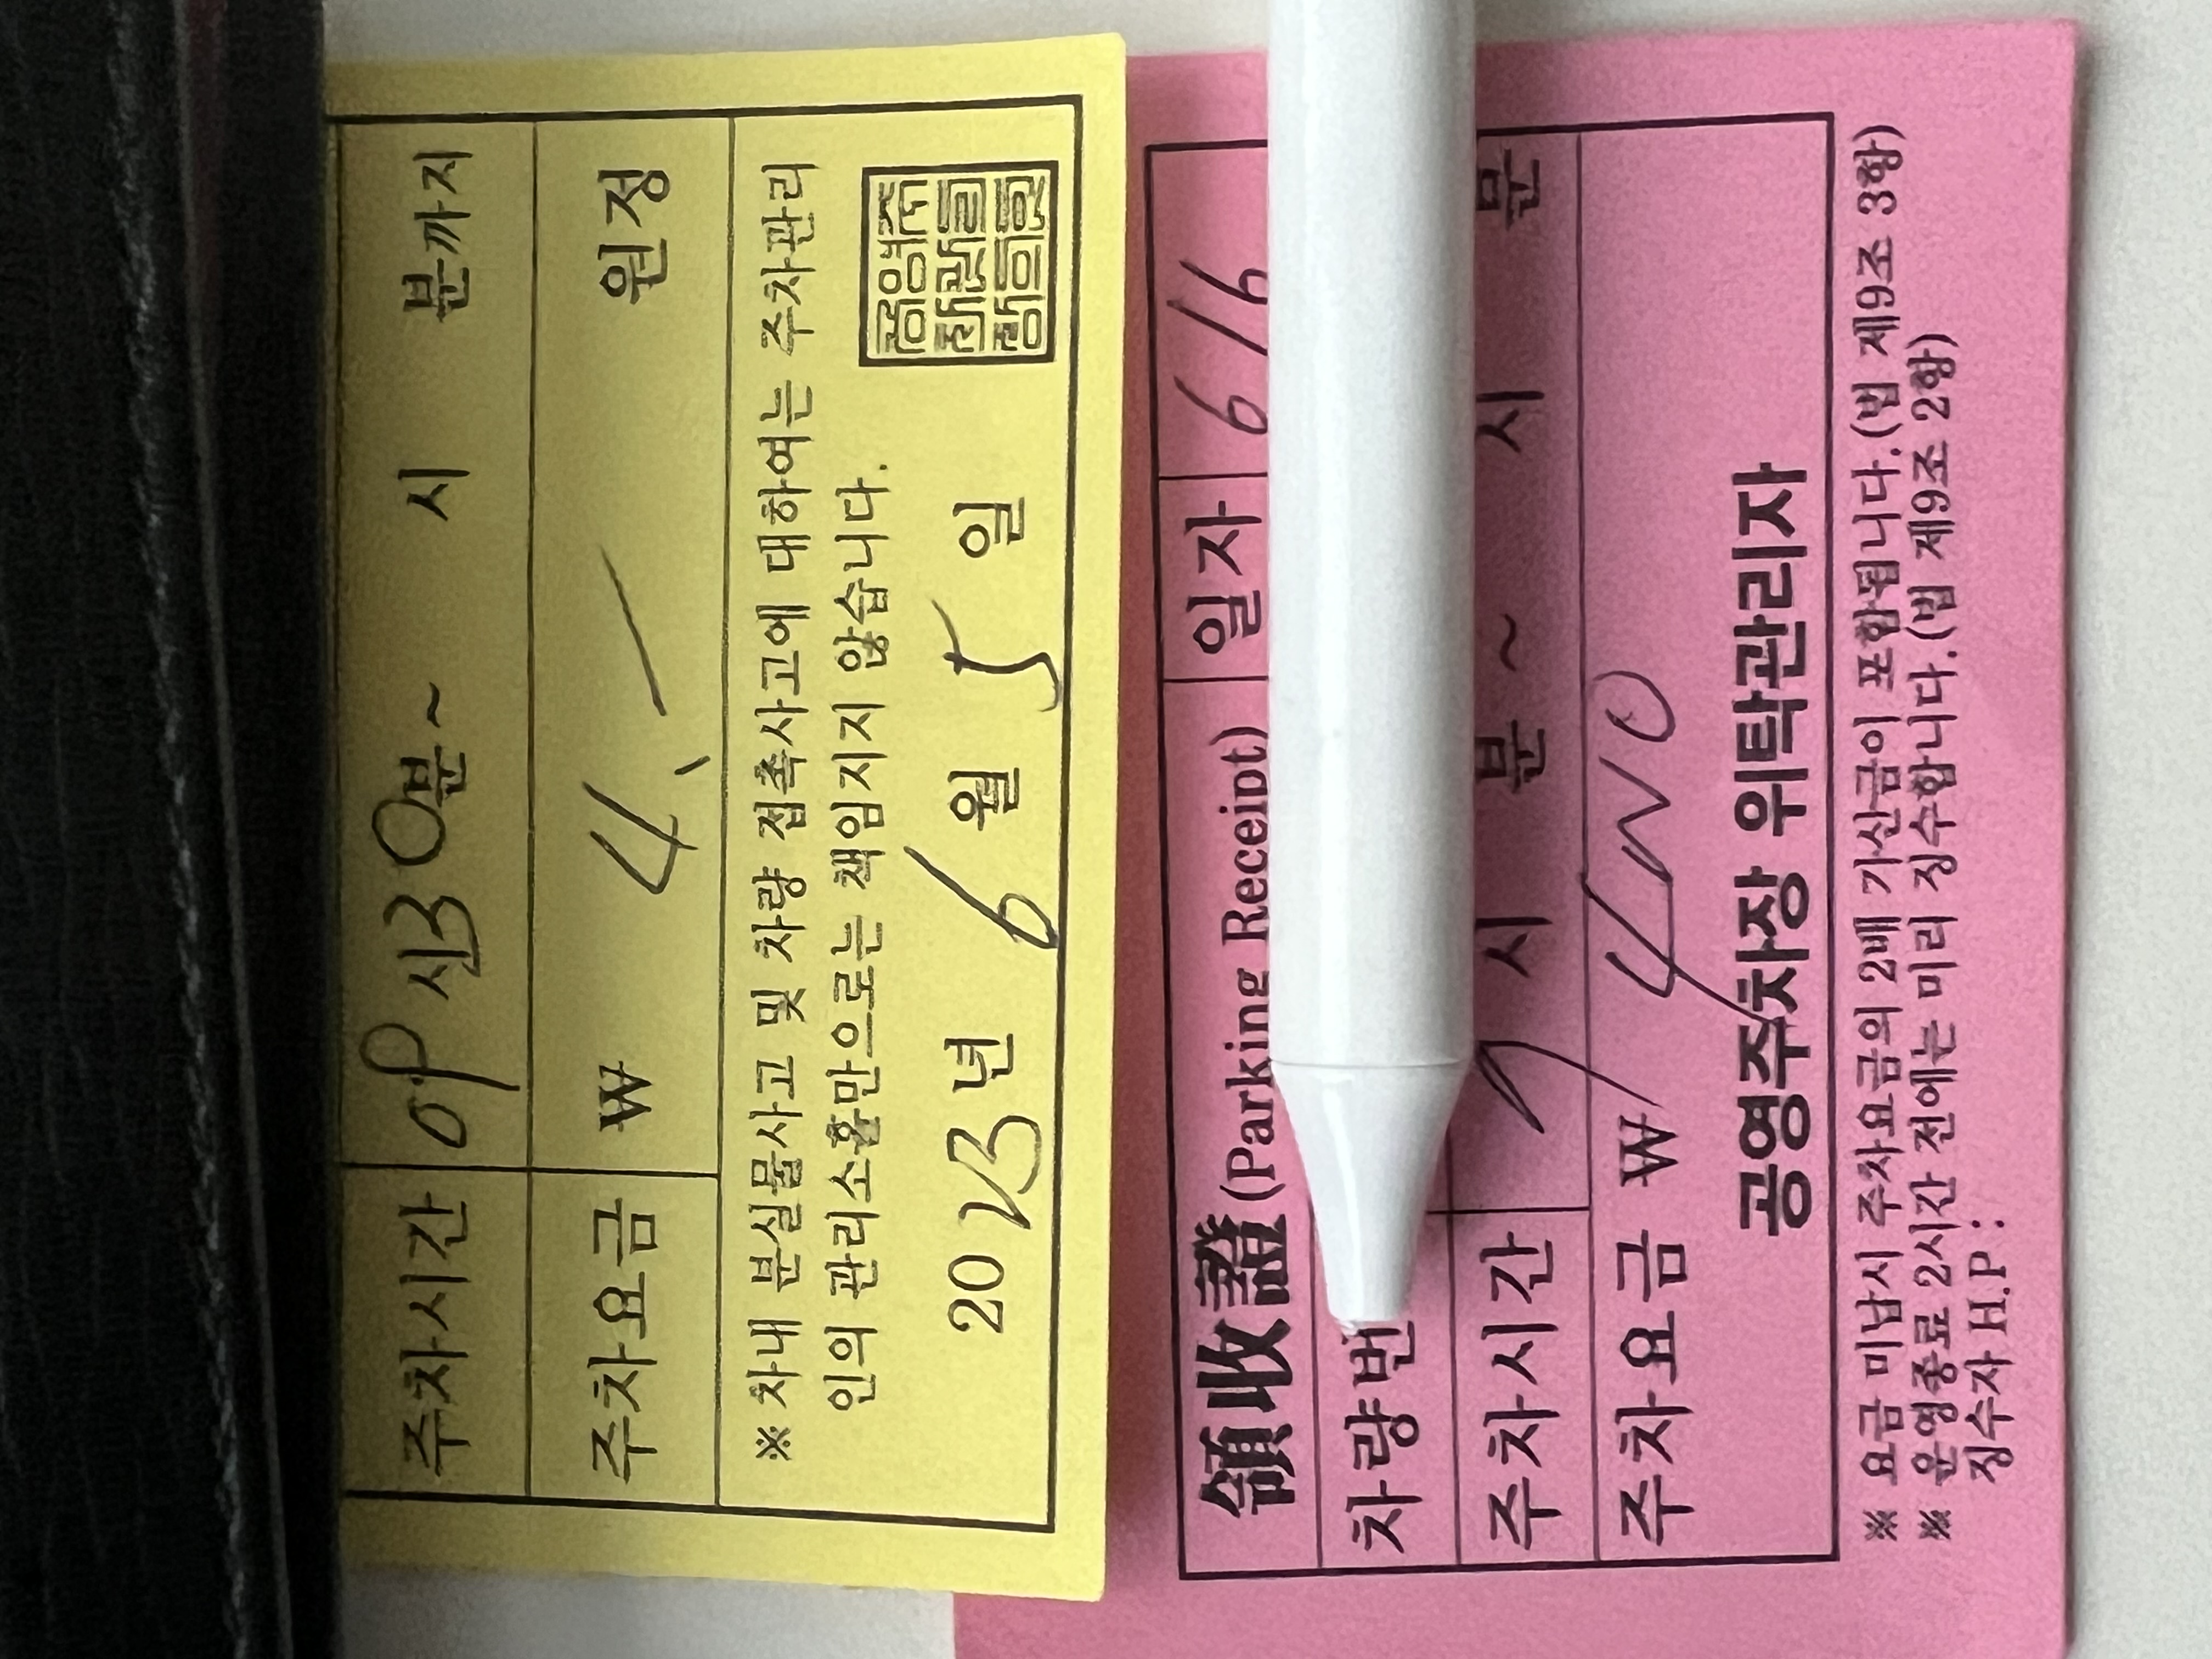 주차시간 시 30분~ 시 분까지
주차요금 ₩ 4, 원정
※ 차내 분실물사고 및 차량 접촉사고에 대하여는 주차관리
인의 관리소홀만으로는 책임지지 않습니다.
2023년 6월 5일
領收證 (Parking Receipt) 일자 6/6
차량번
주차시간 시 분~ 시 분
주차요금 ₩
공영주차장 위탁관리자
※ 요금 미납시 주차요금의 2배 가산금이 포함됩니다.(법 제9조 3항)
※ 운영종료 2시간 전에는 미리 징수합니다.(법 제9조 2항)
징수자 H.P :